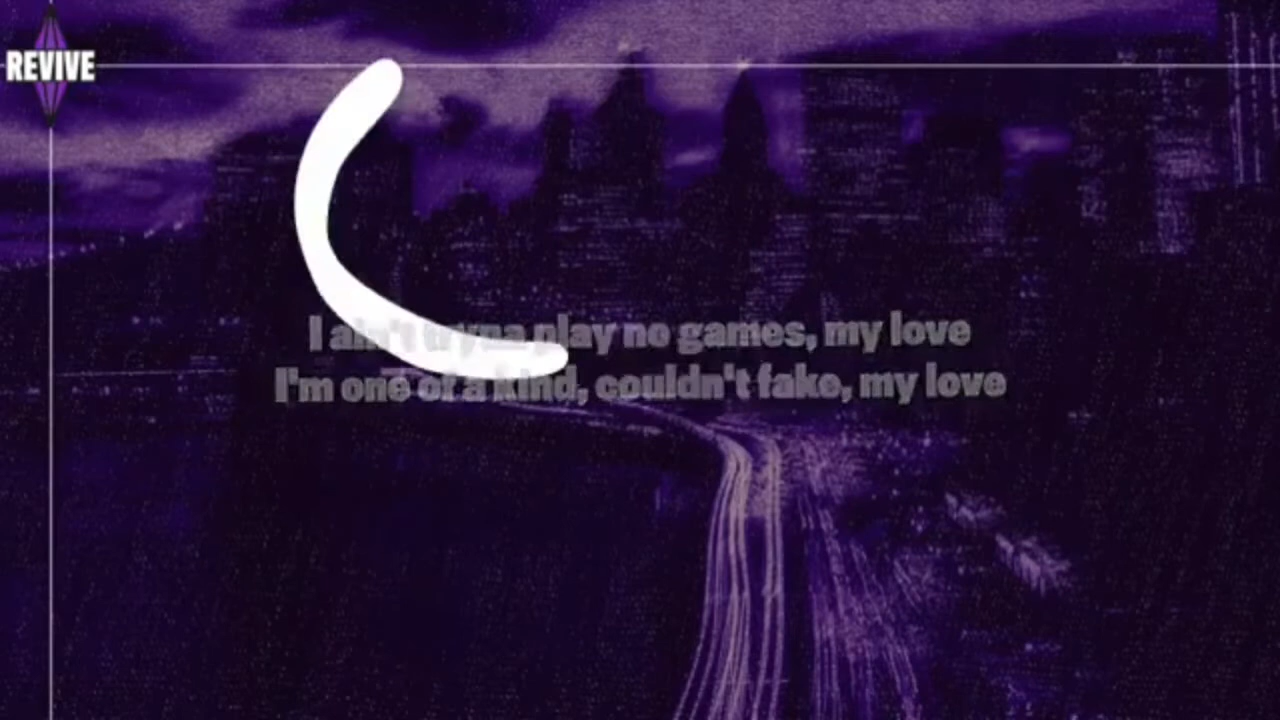 REVIVE
I ain't tryna play no games, my love
I'm one of a kind, couldn't fake, my love